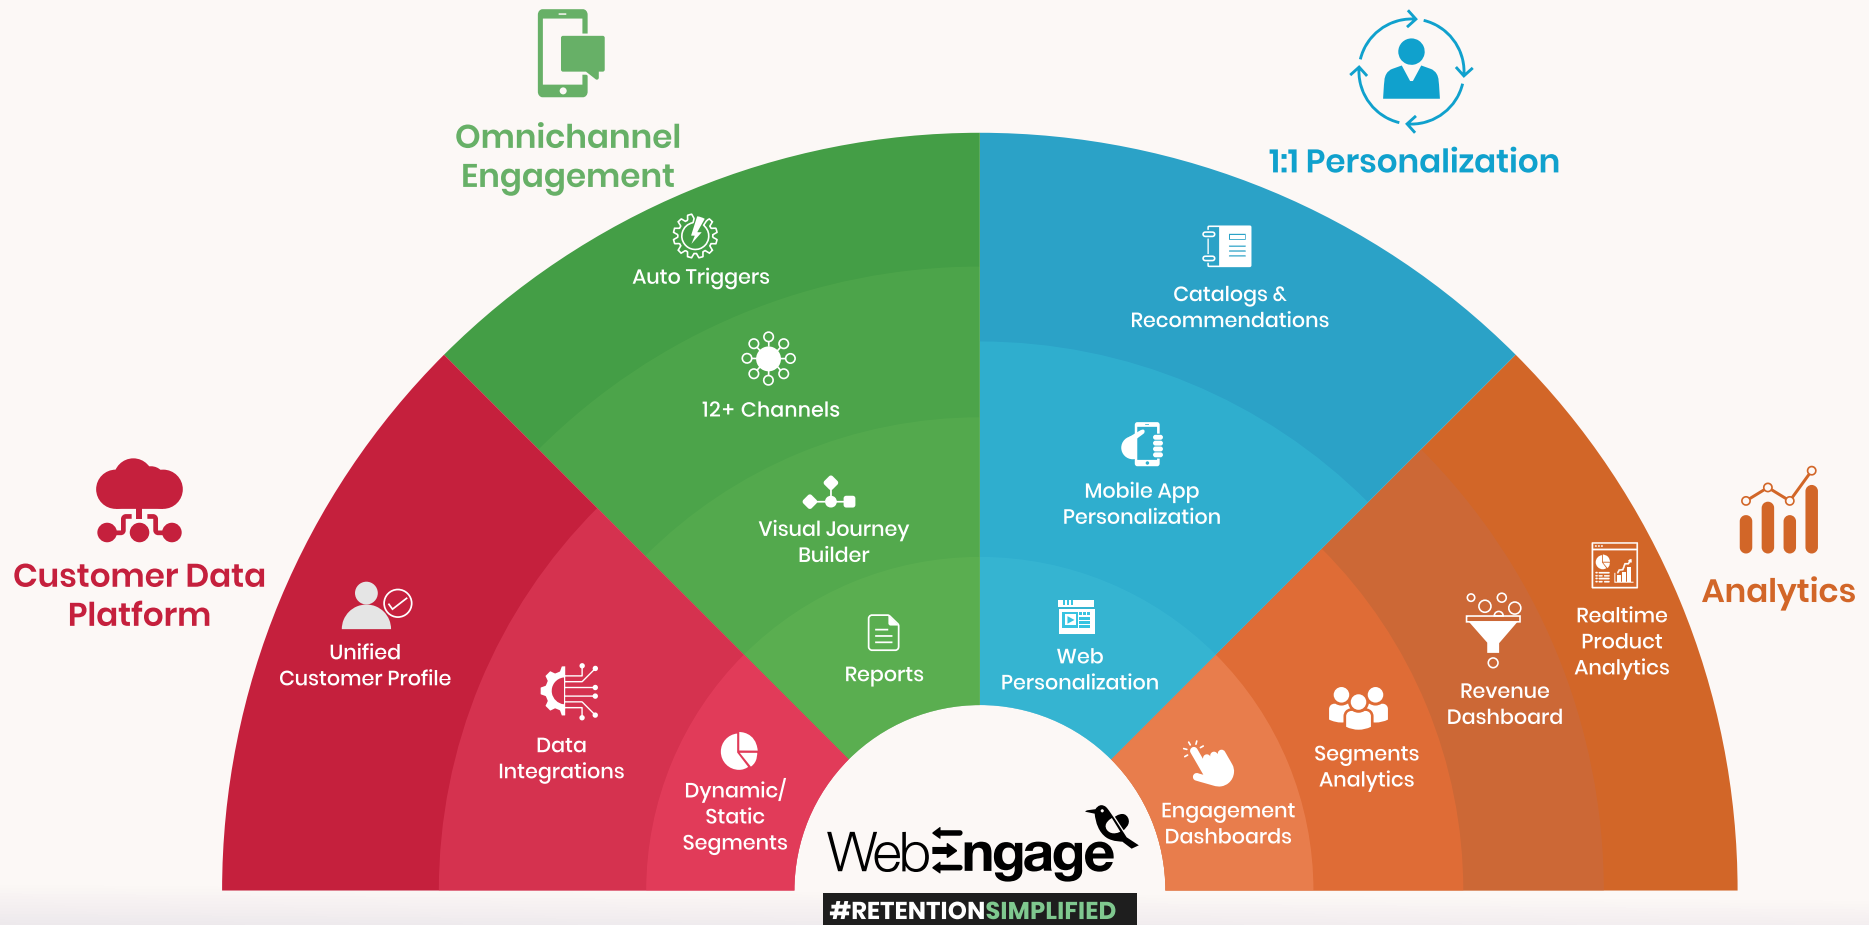 Omnichannel
Engagement
1:1 Personalization
Customer Data
Platform
Analytics
Auto Triggers
12+ Channels
Visual Journey
Builder
Reports
Catalogs &
Recommendations
Mobile App
Personalization
Web
Personalization
Unified
Customer Profile
Data
Integrations
Dynamic/
Static
Segments
Engagement
Dashboards
Segments
Analytics
Revenue
Dashboard
Realtime
Product
Analytics
WebEngage
#RETENTIONSIMPLIFIED